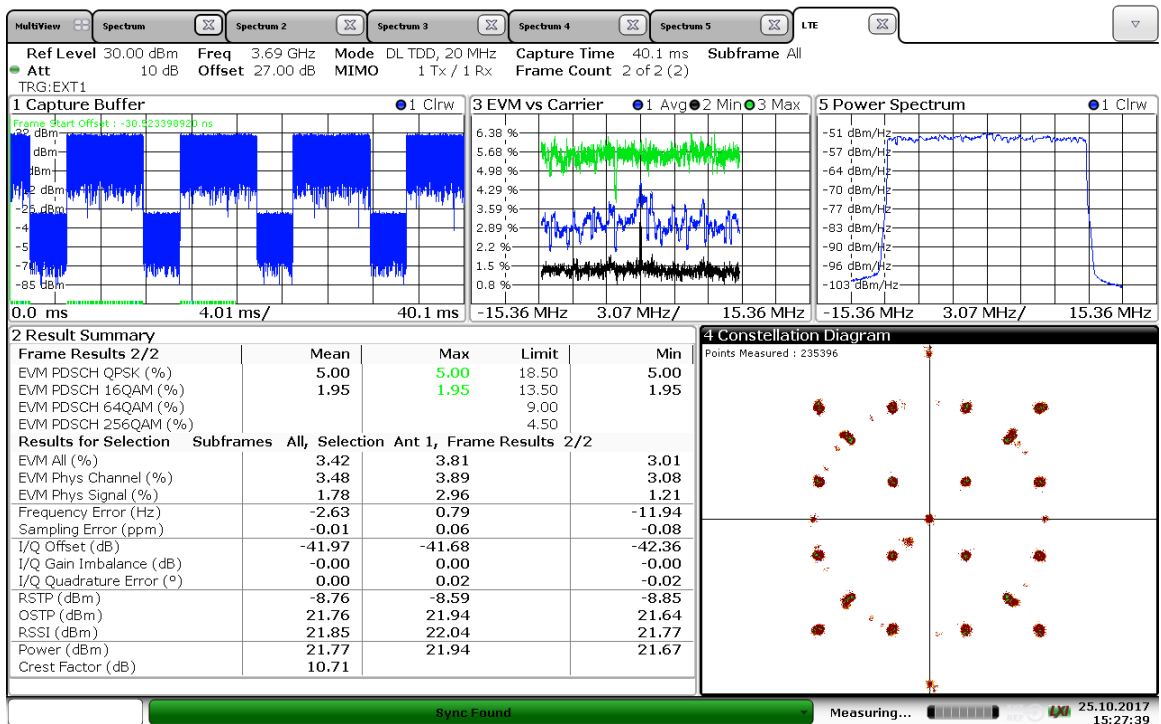 MultiView Spectrum Spectrum 2 Spectrum 3 Spectrum 4 Spectrum 5 LTE
Ref Level 30.00 dBm Freq 3.69 GHz Mode DL TDD, 20 MHz Capture Time 40.1 ms Subframe All
Att 10 dB Offset 27.00 dB MIMO 1 Tx / 1 Rx Frame Count 2 of 2 (2)
TRG:EXT1
1 Capture Buffer 1 Clrw
Frame Start Offset : -30.523398920 ns
dBm
dBm
dBm
dBm
-85 dBm
0.0 ms 4.01 ms/ 40.1 ms
3 EVM vs Carrier 1 Avg 2 Min 3 Max
6.38 %
5.68 %
4.98 %
4.29 %
3.59 %
2.89 %
2.2 %
1.5 %
0.8 %
-15.36 MHz 3.07 MHz/ 15.36 MHz
5 Power Spectrum 1 Clrw
-51 dBm/Hz
-57 dBm/Hz
-64 dBm/Hz
-70 dBm/Hz
-77 dBm/Hz
-83 dBm/Hz
-90 dBm/Hz
-96 dBm/Hz
-103 dBm/Hz
-15.36 MHz 3.07 MHz/ 15.36 MHz
2 Result Summary
Frame Results 2/2 Mean Max Limit Min
EVM PDSCH QPSK (%) 5.00 5.00 18.50 5.00
EVM PDSCH 16QAM (%) 1.95 1.95 13.50 1.95
EVM PDSCH 64QAM (%) 9.00
EVM PDSCH 256QAM (%) 4.50
Results for Selection Subframes All, Selection Ant 1, Frame Results 2/2
EVM All (%) 3.42 3.81 3.01
EVM Phys Channel (%) 3.48 3.89 3.08
EVM Phys Signal (%) 1.78 2.96 1.21
Frequency Error (Hz) -2.63 0.79 -11.94
Sampling Error (ppm) -0.01 0.06 -0.08
I/Q Offset (dB) -41.97 -41.68 -42.36
I/Q Gain Imbalance (dB) -0.00 0.00 -0.00
I/Q Quadrature Error (°) 0.00 0.02 -0.02
RSTP (dBm) -8.76 -8.59 -8.85
OSTP (dBm) 21.76 21.94 21.64
RSSI (dBm) 21.85 22.04 21.77
Power (dBm) 21.77 21.94 21.67
Crest Factor (dB) 10.71
4 Constellation Diagram
Points Measured : 235396
Sync Found
Measuring...
LXI
25.10.2017
15:27:39